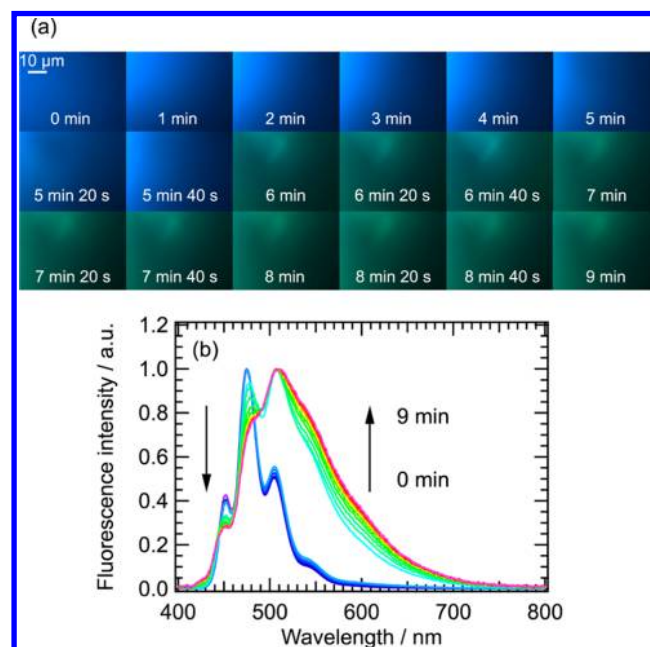 (a)
10 μm
0 min 1 min 2 min 3 min 4 min 5 min
5 min 20 s 5 min 40 s 6 min 6 min 20 s 6 min 40 s 7 min
7 min 20 s 7 min 40 s 8 min 8 min 20 s 8 min 40 s 9 min
(b)
Fluorescence intensity / a.u.
1.2
1.0
0.8
0.6
0.4
0.2
0.0
9 min
0 min
400 500 600 700 800
Wavelength / nm